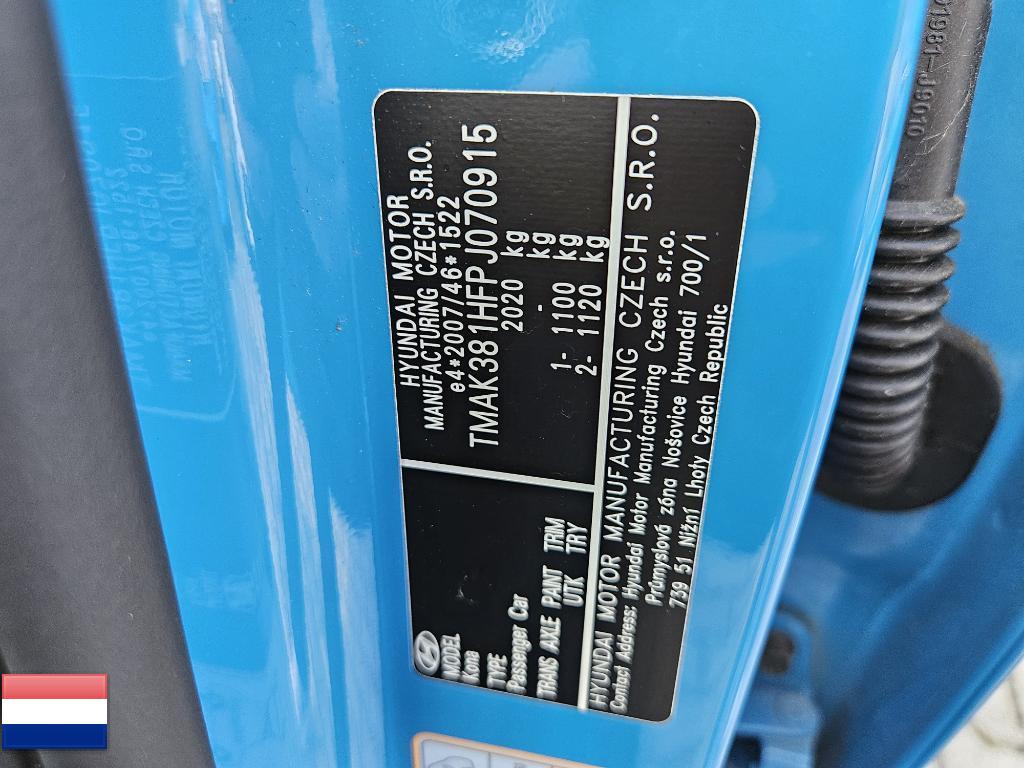 HYUNDAI MOTOR
MANUFACTURING CZECH S.R.O.
e4*2007/46*1522
TMAK381HFPJ070915
2020 kg
- kg
1- 1100 kg
2- 1120 kg
MODEL
Kona
TYPE
Passenger Car
TRANS AXLE PAINT TRIM
UTK TRY
HYUNDAI MOTOR MANUFACTURING CZECH S.R.O.
Contact Address: Hyundai Motor Manufacturing Czech s.r.o.
Průmyslová zóna Nošovice Hyundai 700/1
739 51 Nižní Lhoty Czech Republic
01961-J9010